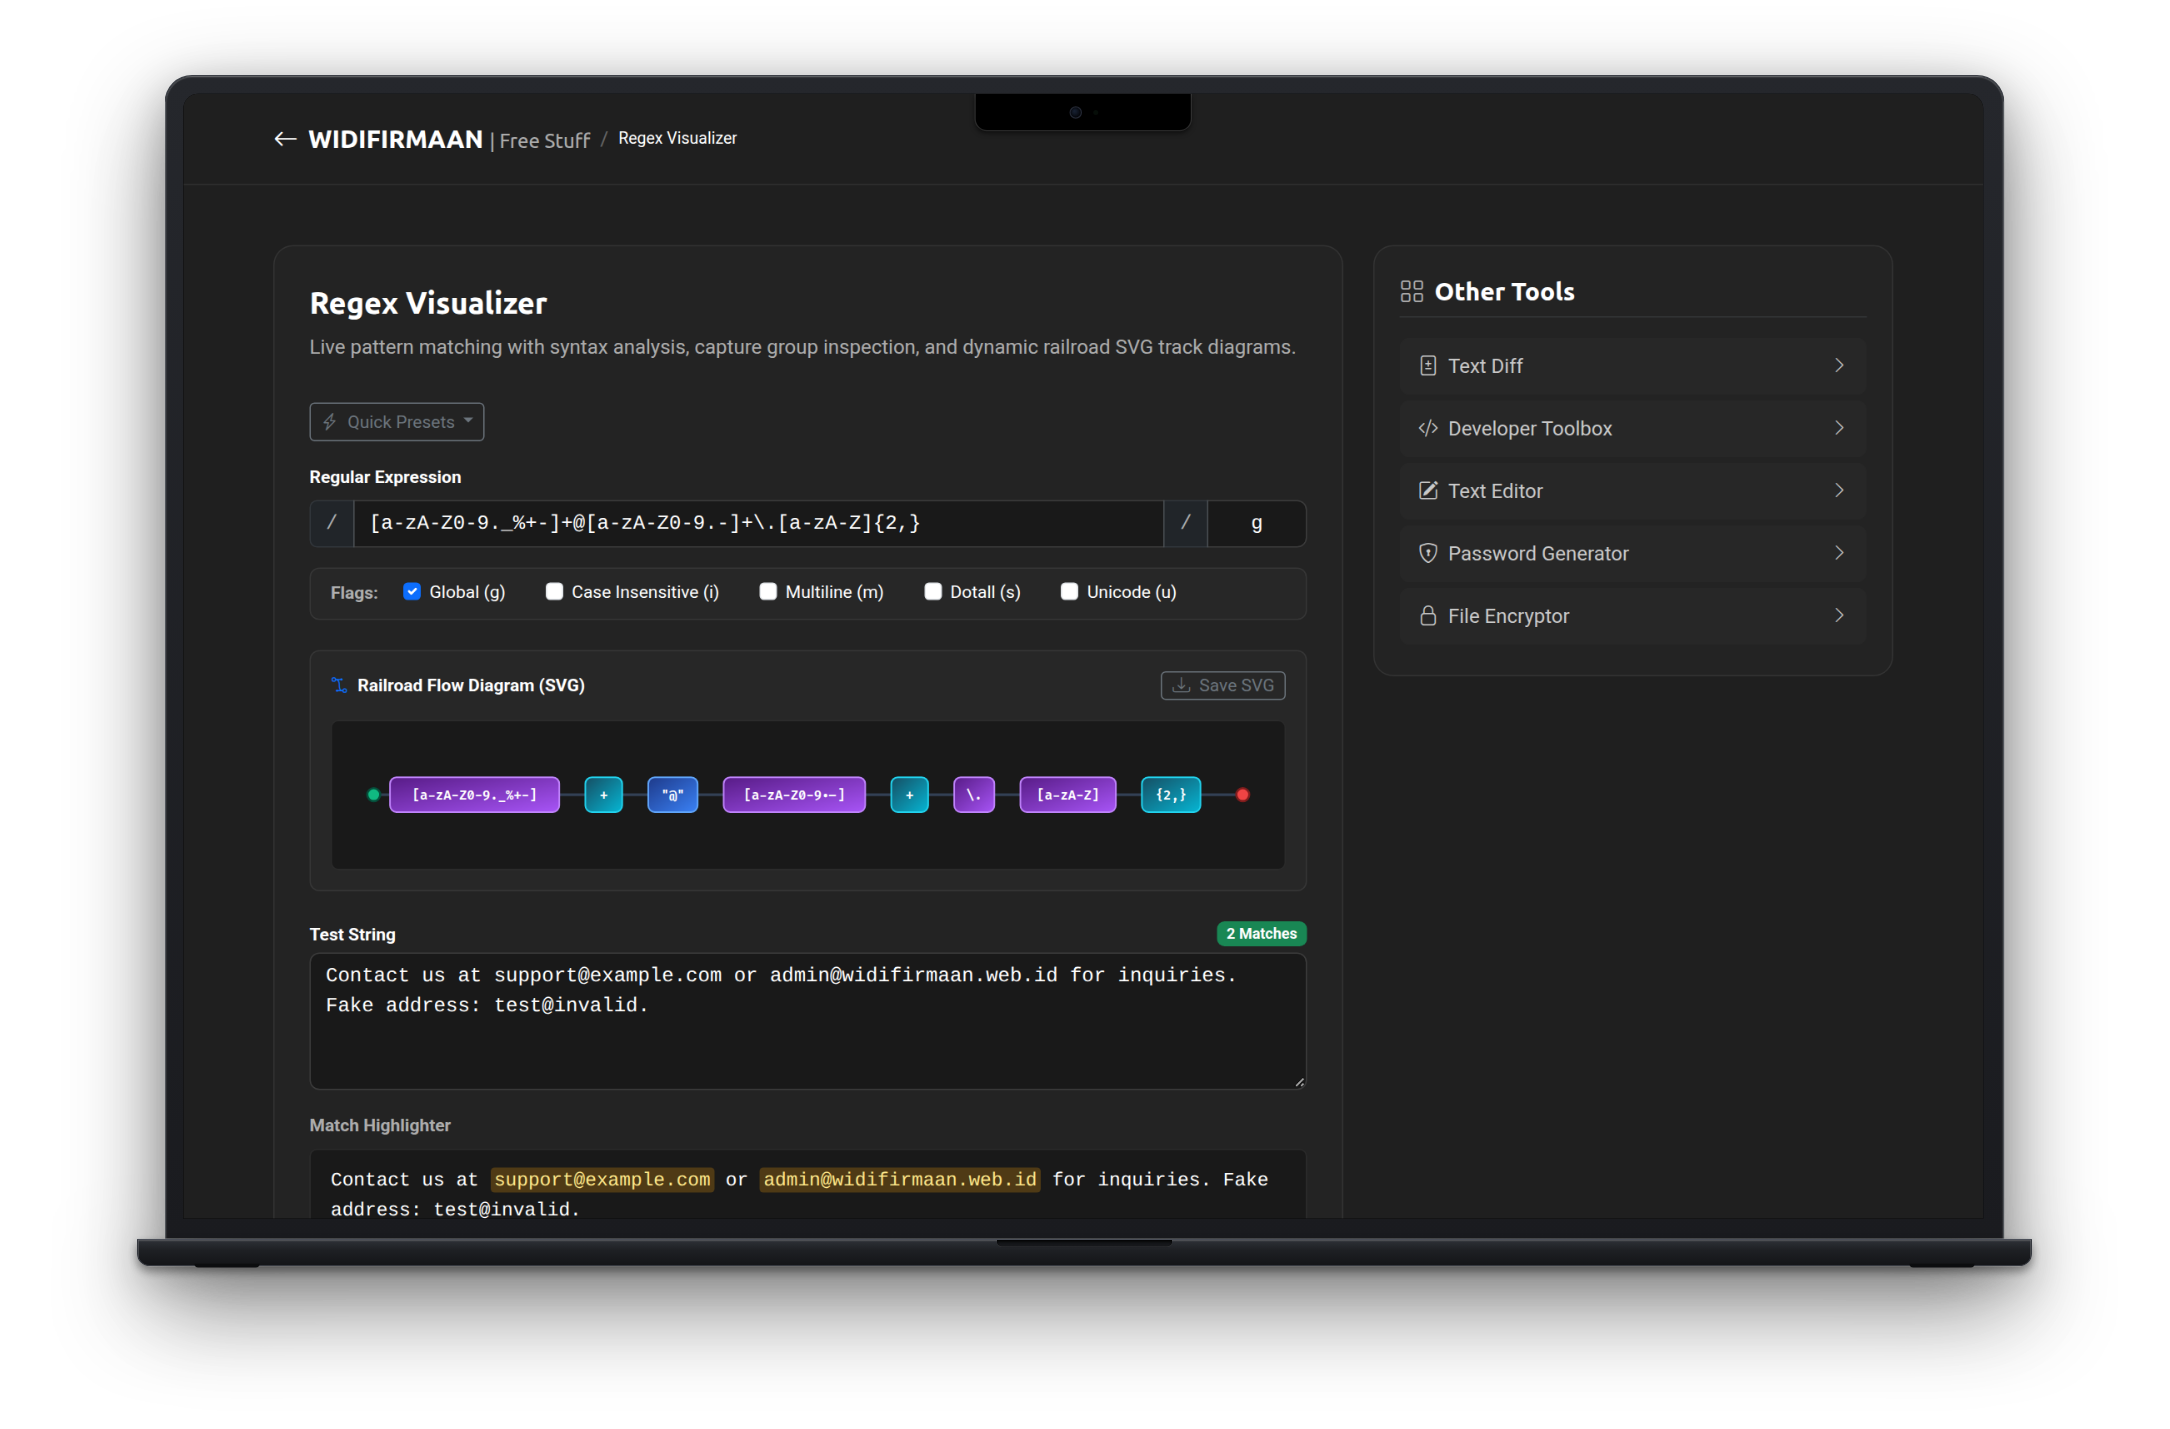 ← WIDIFIRMAAN | Free Stuff / Regex Visualizer
Regex Visualizer
Live pattern matching with syntax analysis, capture group inspection, and dynamic railroad SVG track diagrams.
Quick Presets
Regular Expression
/ [a-zA-Z0-9._%+-]+@[a-zA-Z0-9.-]+\.[a-zA-Z]{2,} / g
Flags: Global (g) Case Insensitive (i) Multiline (m) Dotall (s) Unicode (u)
Railroad Flow Diagram (SVG) Save SVG
[a-zA-Z0-9._%+-] + "@" [a-zA-Z0-9.-] + \. [a-zA-Z] {2,}
Test String 2 Matches
Contact us at support@example.com or admin@widifirmaan.web.id for inquiries.
Fake address: test@invalid.
Match Highlighter
Contact us at support@example.com or admin@widifirmaan.web.id for inquiries. Fake
address: test@invalid.
Other Tools
Text Diff
Developer Toolbox
Text Editor
Password Generator
File Encryptor